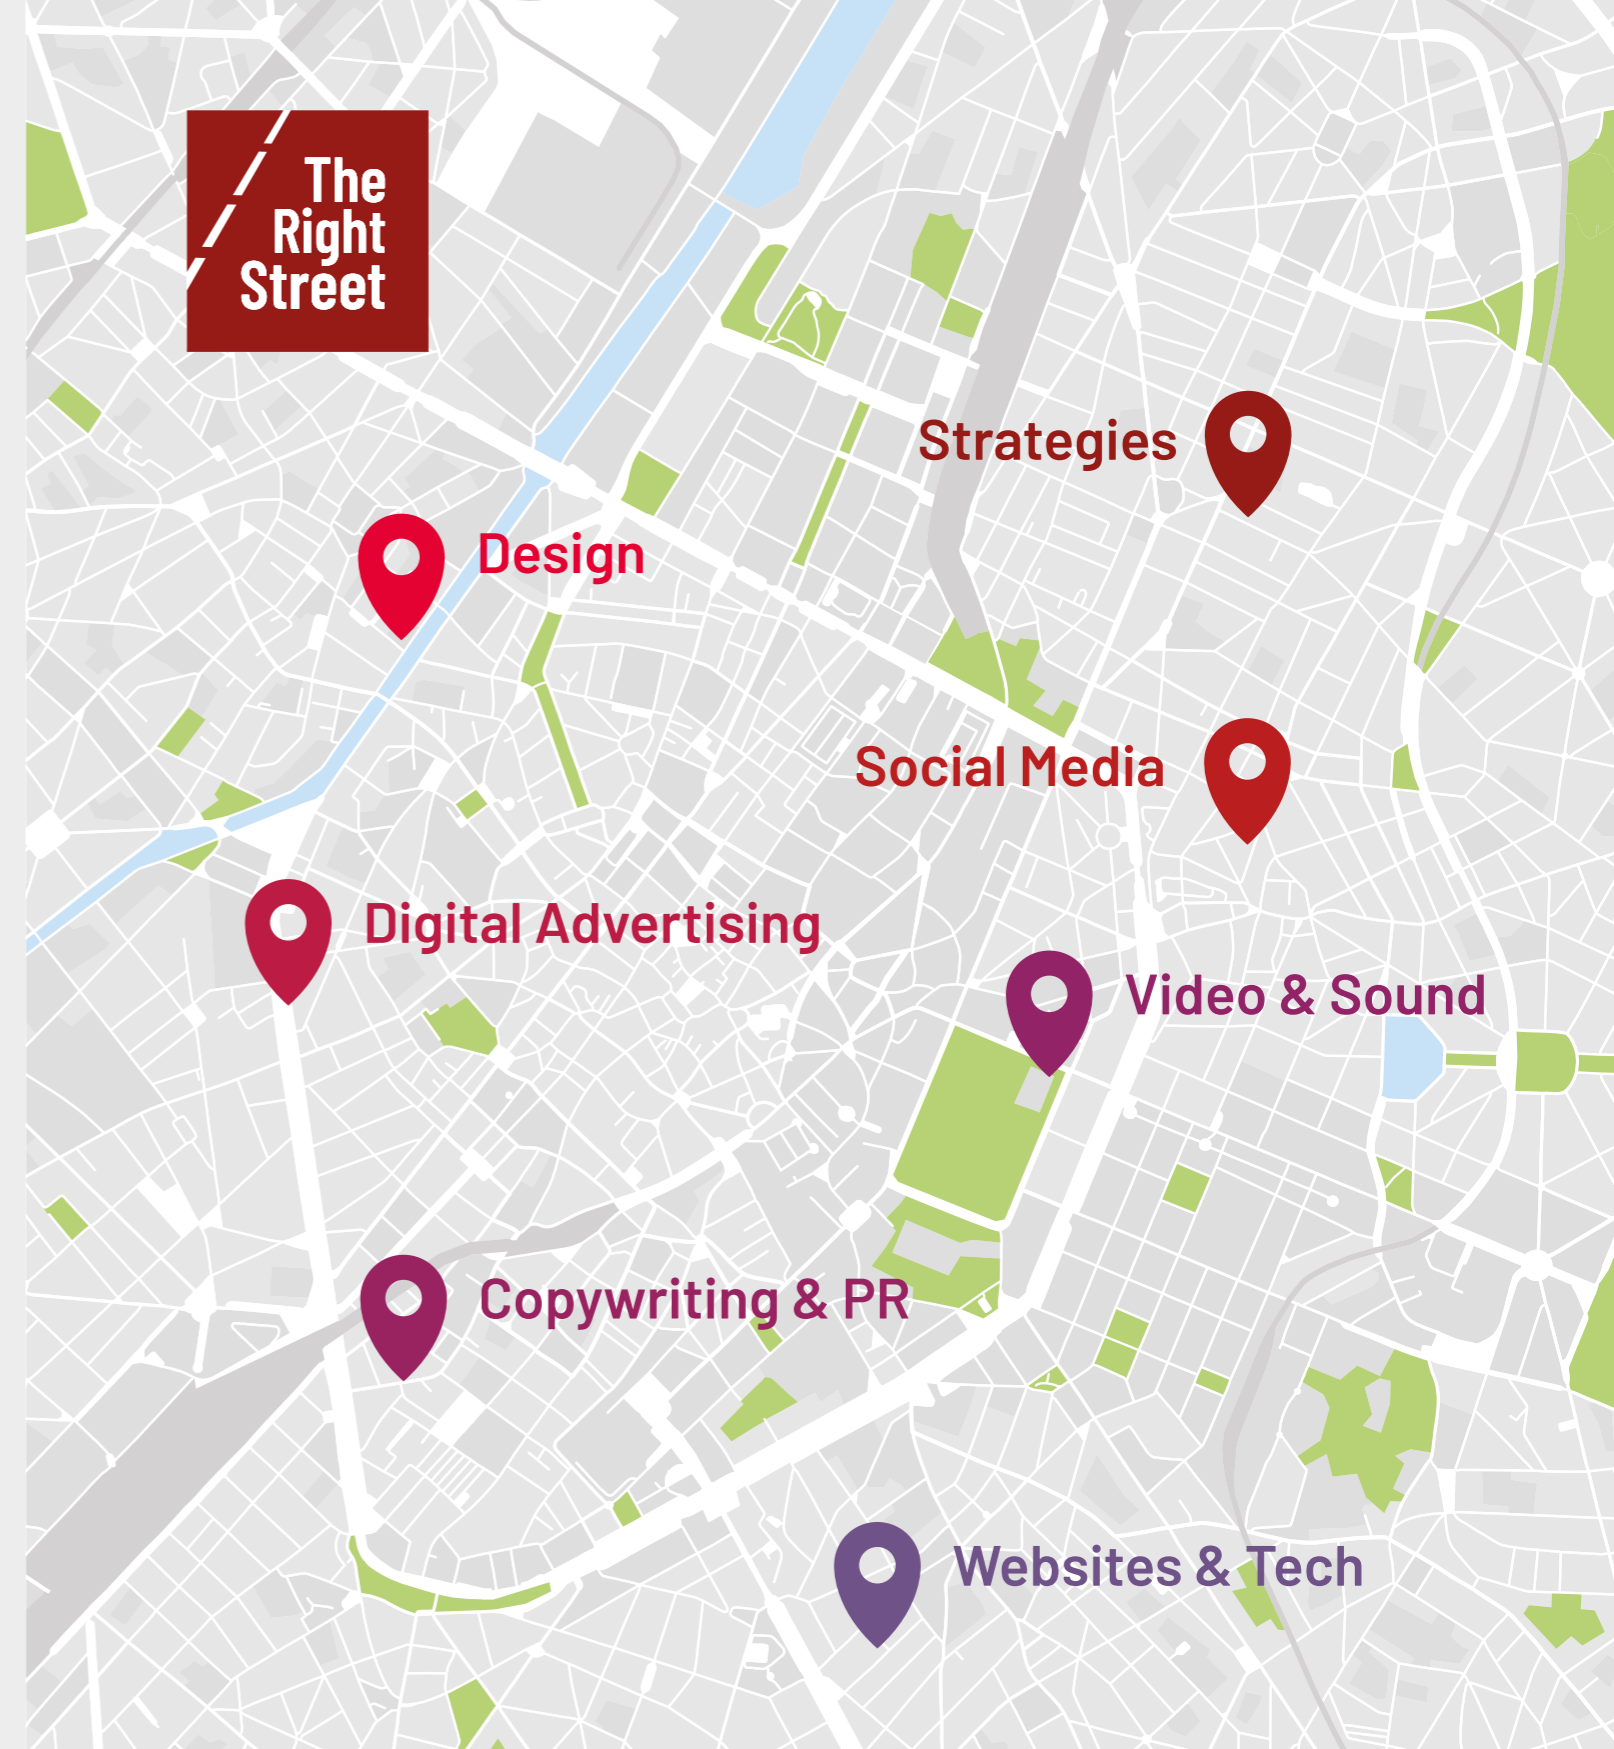 The
Right
Street
Strategies
Design
Social Media
Digital Advertising
Video & Sound
Copywriting & PR
Websites & Tech